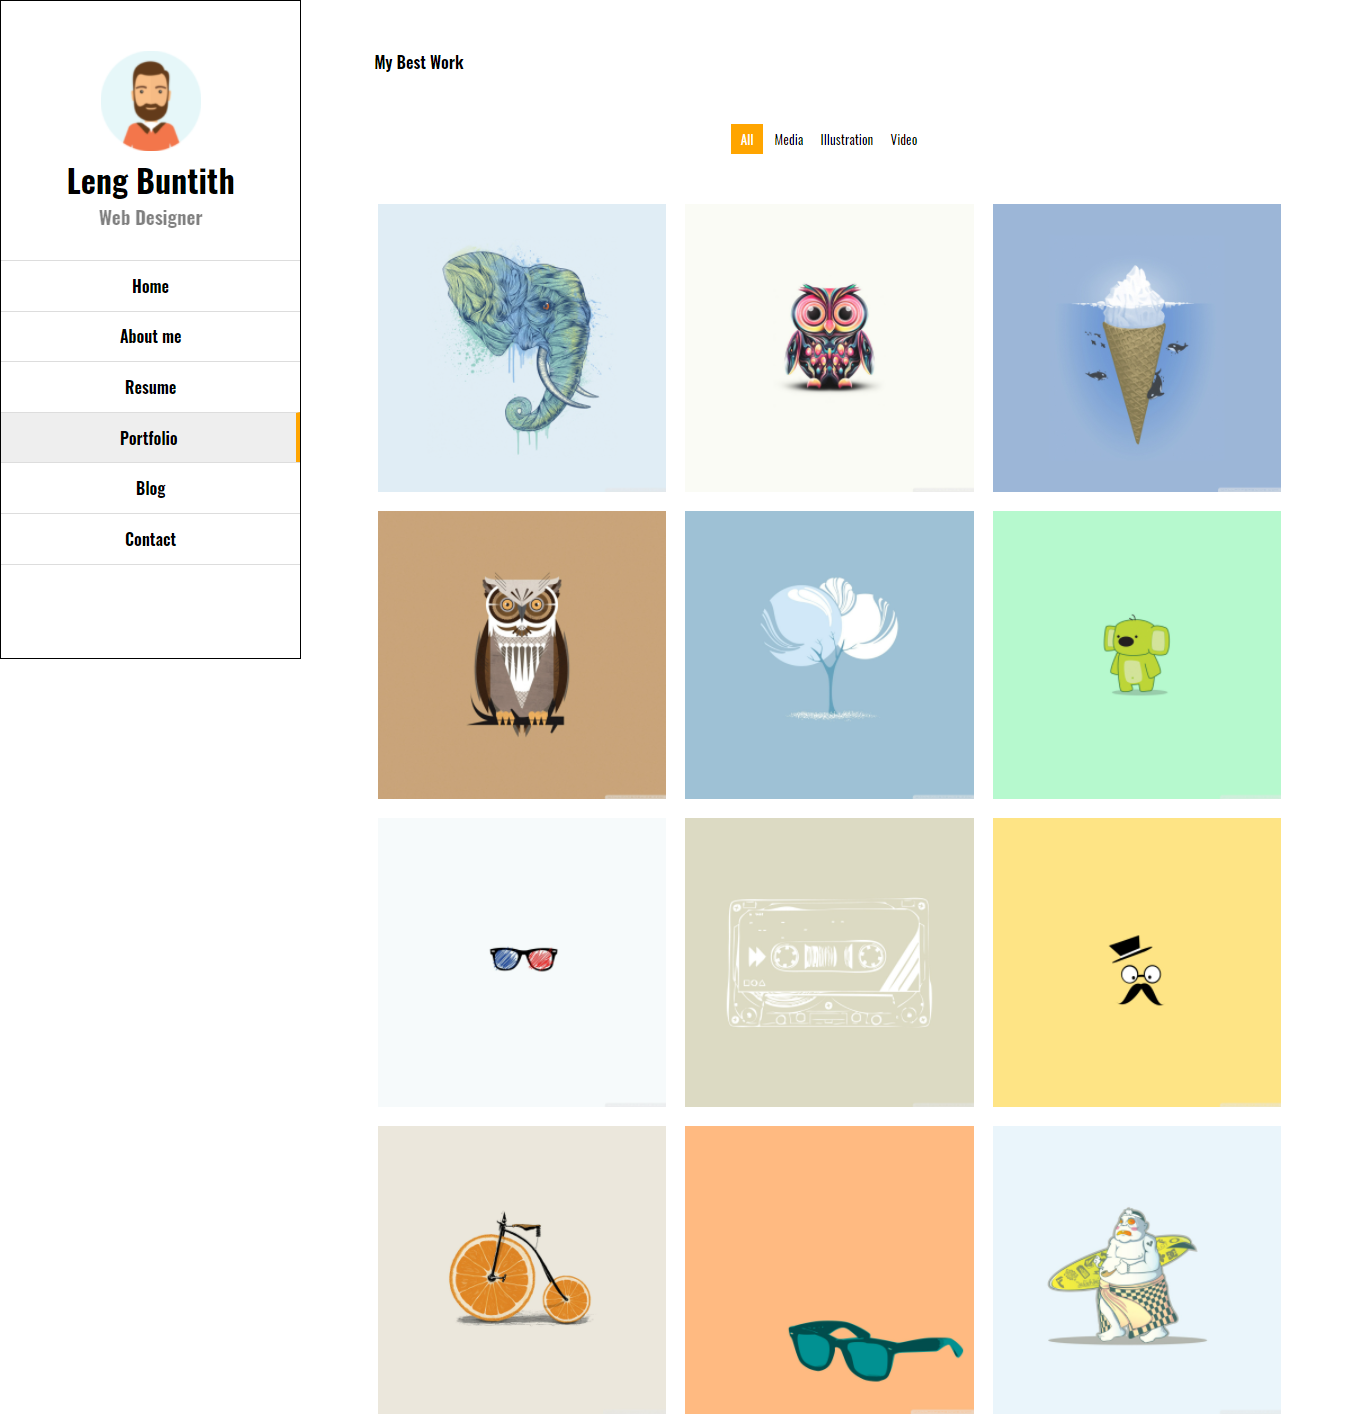 Leng Buntith
Web Designer
Home
About me
Resume
Portfolio
Blog
Contact
My Best Work
All Media Illustration Video